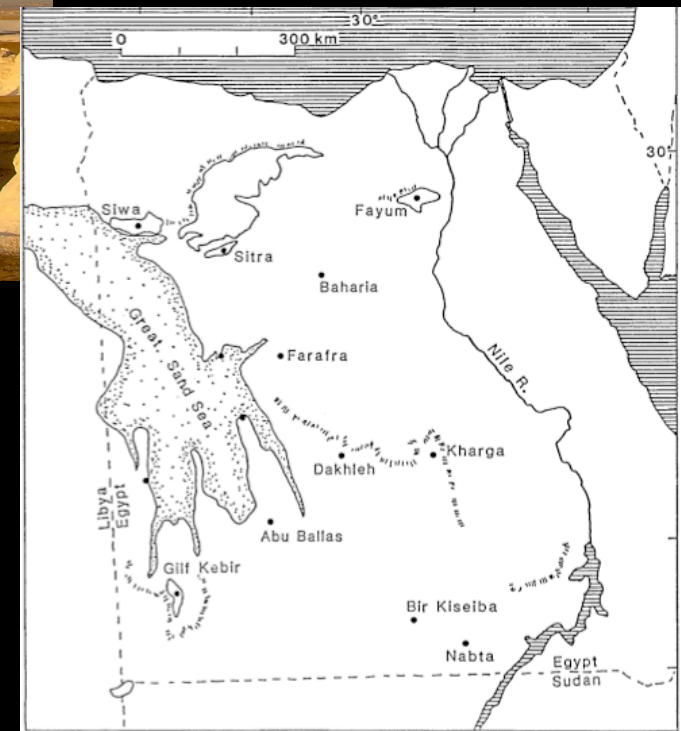 30°
0 300 km
30°
Siwa
Fayum
Sitra
Baharia
Great Sand Sea
Farafra
Nile R.
Kharga
Dakhleh
Libya
Egypt
Abu Ballas
Gilf Kebir
Bir Kiseiba
Nabta
Egypt
Sudan